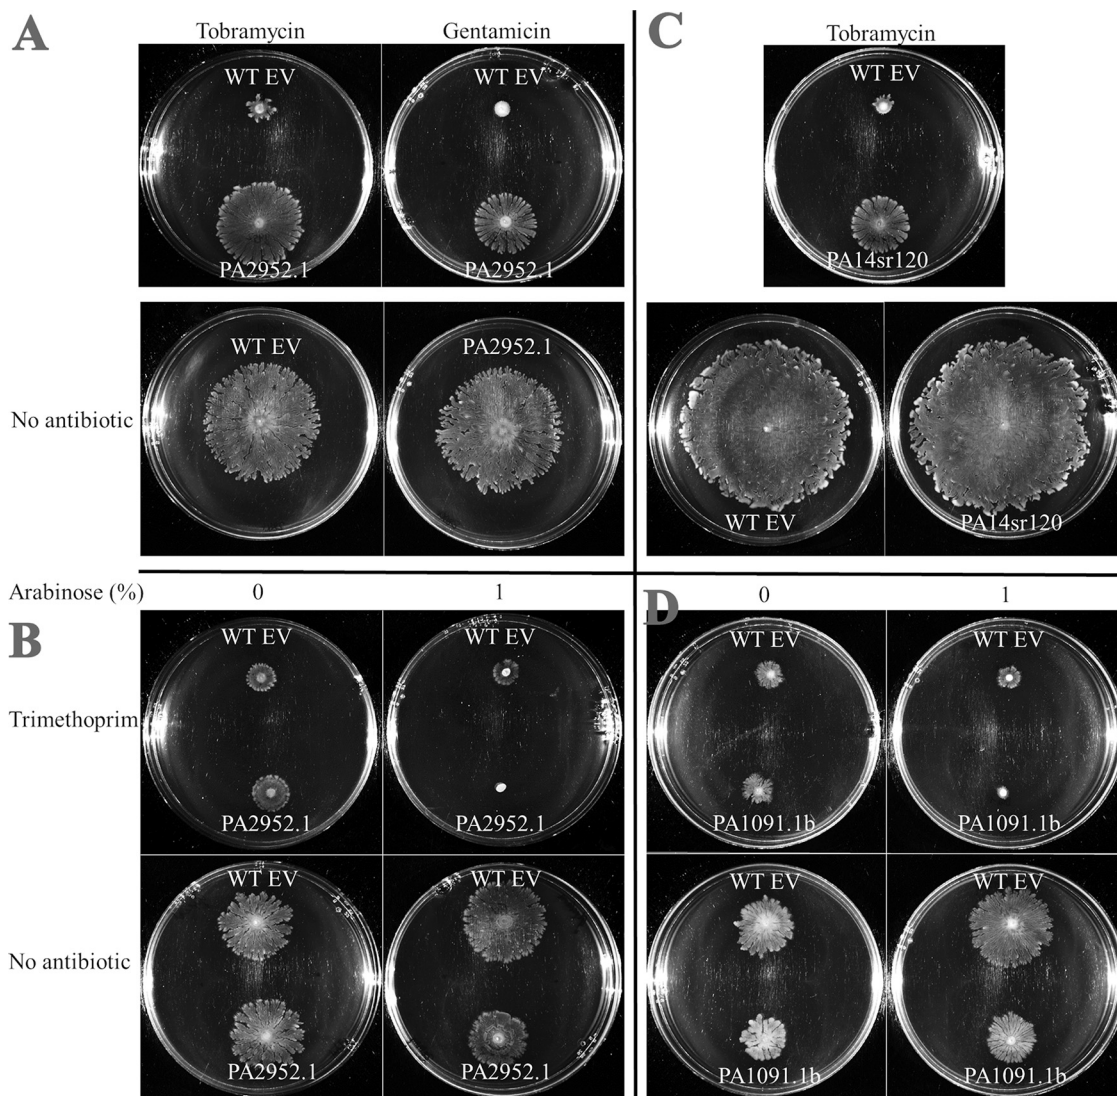 A
Tobramycin Gentamicin
WT EV WT EV
PA2952.1 PA2952.1
WT EV PA2952.1
No antibiotic
C
Tobramycin
WT EV
PA14sr120
WT EV PA14sr120
Arabinose (%) 0 1
B
WT EV WT EV
Trimethoprim
PA2952.1 PA2952.1
WT EV WT EV
No antibiotic
PA2952.1 PA2952.1
0 1
D
WT EV WT EV
PA1091.1b PA1091.1b
WT EV WT EV
PA1091.1b PA1091.1b